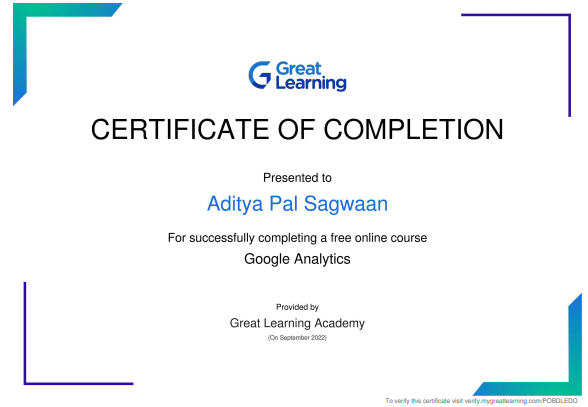 Great
Learning
CERTIFICATE OF COMPLETION
Presented to
Aditya Pal Sagwaan
For successfully completing a free online course
Google Analytics
Provided by
Great Learning Academy
(On September 2022)
To verify this certificate visit verify.mygreatlearning.com/POBDLEDO